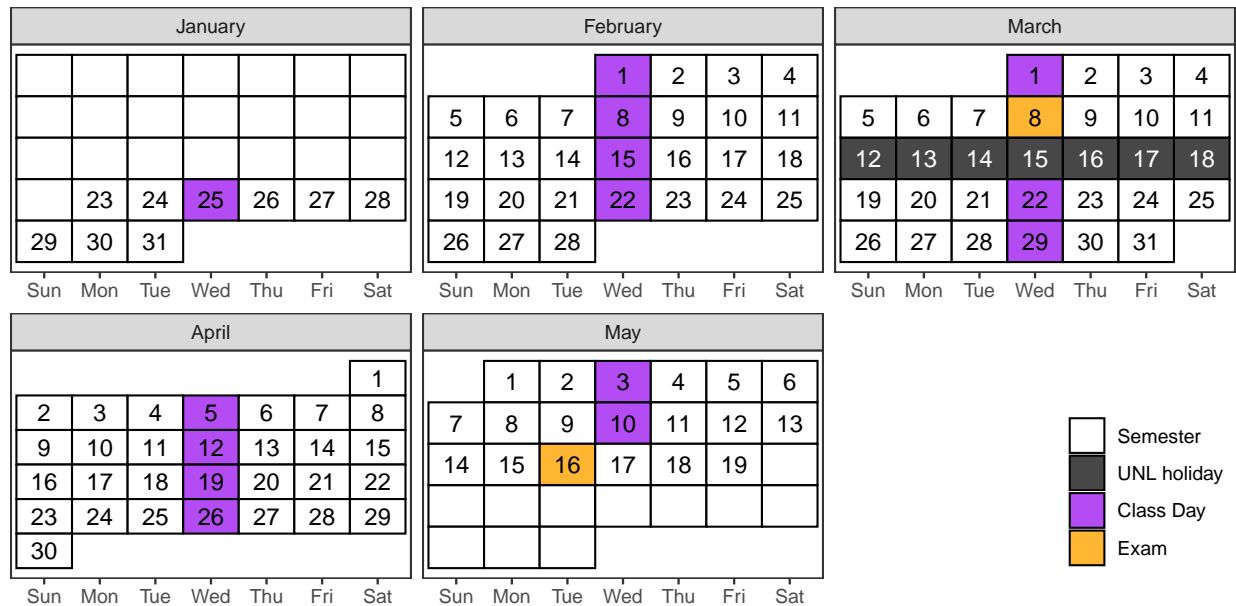 January
23 24 25 26 27 28
29 30 31
Sun Mon Tue Wed Thu Fri Sat
February
1 2 3 4
5 6 7 8 9 10 11
12 13 14 15 16 17 18
19 20 21 22 23 24 25
26 27 28
Sun Mon Tue Wed Thu Fri Sat
March
1 2 3 4
5 6 7 8 9 10 11
12 13 14 15 16 17 18
19 20 21 22 23 24 25
26 27 28 29 30 31
Sun Mon Tue Wed Thu Fri Sat
April
1
2 3 4 5 6 7 8
9 10 11 12 13 14 15
16 17 18 19 20 21 22
23 24 25 26 27 28 29
30
Sun Mon Tue Wed Thu Fri Sat
May
1 2 3 4 5 6
7 8 9 10 11 12 13
14 15 16 17 18 19
Sun Mon Tue Wed Thu Fri Sat
Semester
UNL holiday
Class Day
Exam